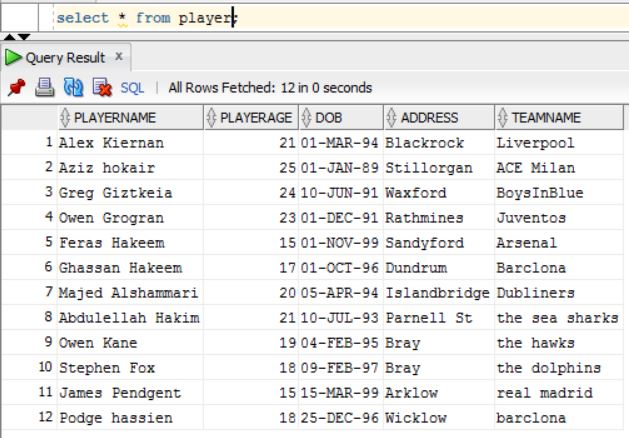 select * from player;
Query Result x
SQL | All Rows Fetched: 12 in 0 seconds
PLAYERNAME PLAYERAGE DOB ADDRESS TEAMNAME
1 Alex Kiernan 21 01-MAR-94 Blackrock Liverpool
2 Aziz hokair 25 01-JAN-89 Stillorgan ACE Milan
3 Greg Giztkeia 24 10-JUN-91 Waxford BoysInBlue
4 Owen Grogran 23 01-DEC-91 Rathmines Juventos
5 Feras Hakeem 15 01-NOV-99 Sandyford Arsenal
6 Ghassan Hakeem 17 01-OCT-96 Dundrum Barclona
7 Majed Alshammari 20 05-APR-94 Islandbridge Dubliners
8 Abdulellah Hakim 21 10-JUL-93 Parnell St the sea sharks
9 Owen Kane 19 04-FEB-95 Bray the hawks
10 Stephen Fox 18 09-FEB-97 Bray the dolphins
11 James Pendgent 15 15-MAR-99 Arklow real madrid
12 Podge hassien 18 25-DEC-96 Wicklow barclona